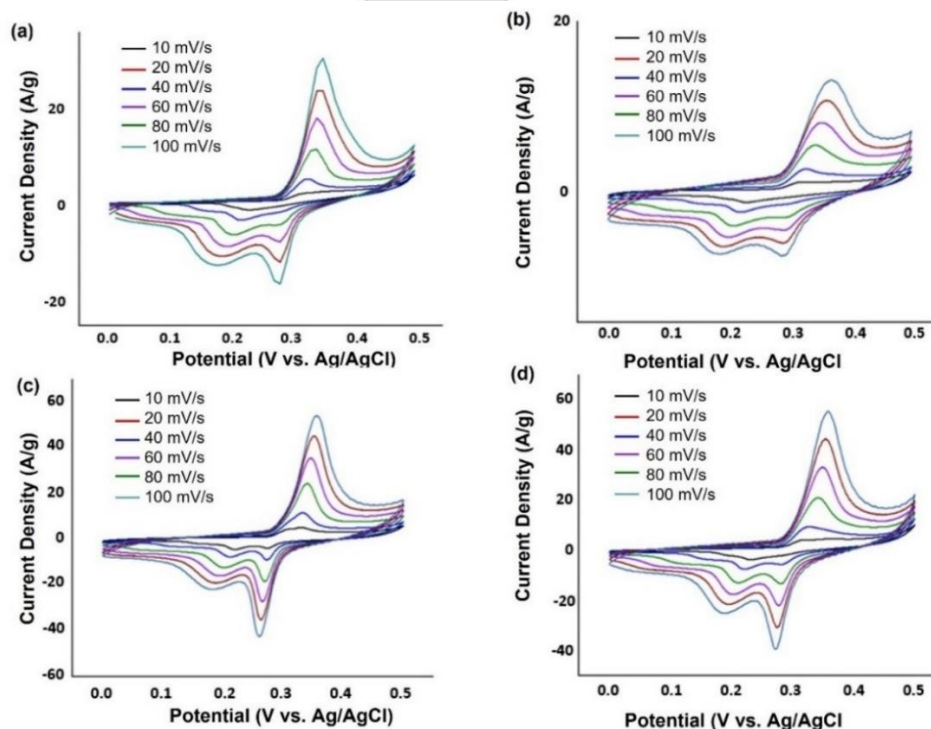 (a)
10 mV/s
20 mV/s
40 mV/s
60 mV/s
80 mV/s
100 mV/s
Current Density (A/g)
20
0
-20
0.0 0.1 0.2 0.3 0.4 0.5
Potential (V vs. Ag/AgCl)
(b)
10 mV/s
20 mV/s
40 mV/s
60 mV/s
80 mV/s
100 mV/s
Current Density (A/g)
20
0
0.0 0.1 0.2 0.3 0.4 0.5
Potential (V vs. Ag/AgCl
(c)
10 mV/s
20 mV/s
40 mV/s
60 mV/s
80 mV/s
100 mV/s
Current Density (A/g)
60
40
20
0
-20
-40
-60
0.0 0.1 0.2 0.3 0.4 0.5
Potential (V vs. Ag/AgCl)
(d)
10 mV/s
20 mV/s
40 mV/s
60 mV/s
80 mV/s
100 mV/s
Current Density (A/g)
60
40
20
0
-20
-40
0.0 0.1 0.2 0.3 0.4 0.5
Potential (V vs. Ag/AgCl